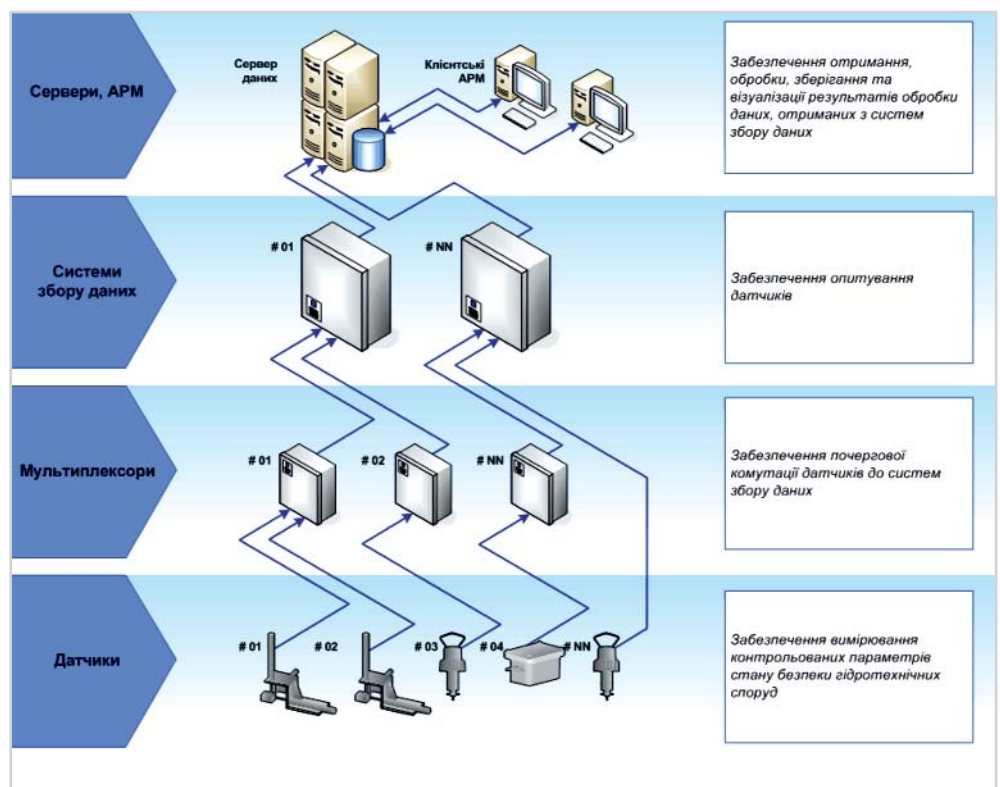 Сервери, АРМ
Сервер
даних
Клієнтські
АРМ
Забезпечення отримання,
обробки, зберігання та
візуалізації результатів обробки
даних, отриманих з систем
збору даних
Системи
збору даних
# 01
# NN
Забезпечення опитування
датчиків
Мультиплексори
# 01
# 02
# NN
Забезпечення почергової
комутації датчиків до систем
збору даних
Датчики
# 01
# 02
# 03
# 04
# NN
Забезпечення вимірювання
контрольованих параметрів
стану безпеки гідротехнічних
споруд